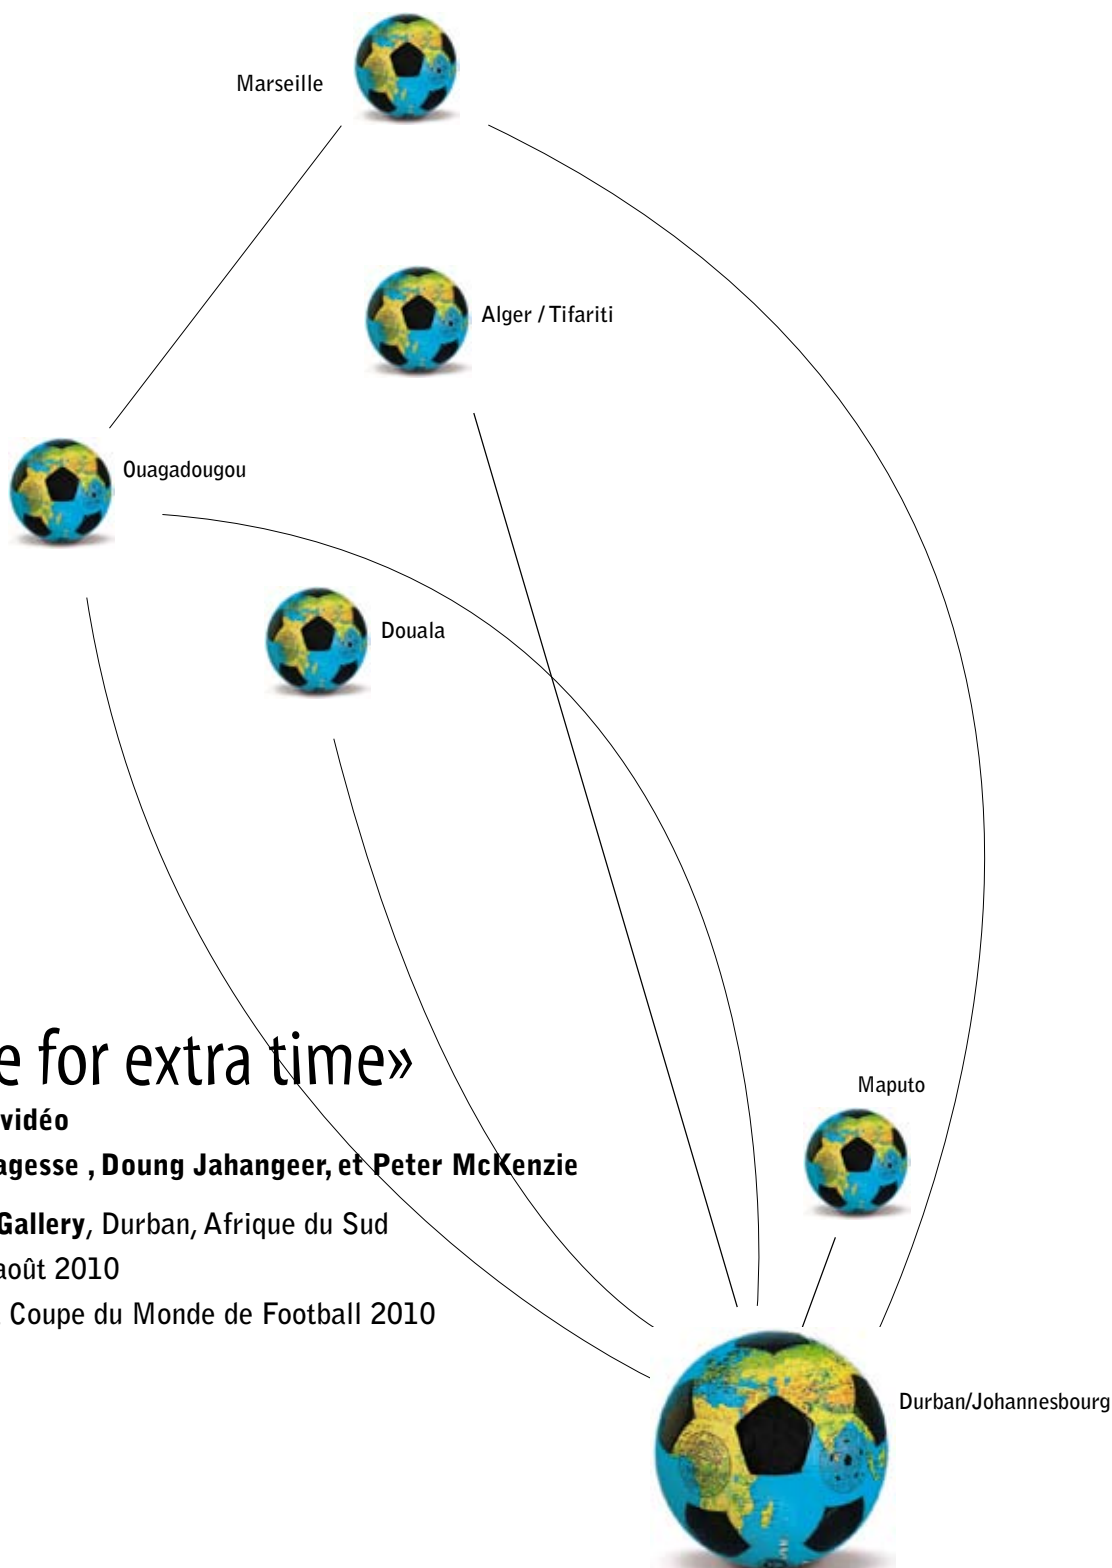 Marseille
Alger / Tifariti
Ouagadougou
Douala
e for extra time»
vidéo
agesse , Doung Jahangeer, et Peter McKenzie
Maputo
Gallery, Durban, Afrique du Sud
août 2010
Coupe du Monde de Football 2010
Durban/Johannesbourg